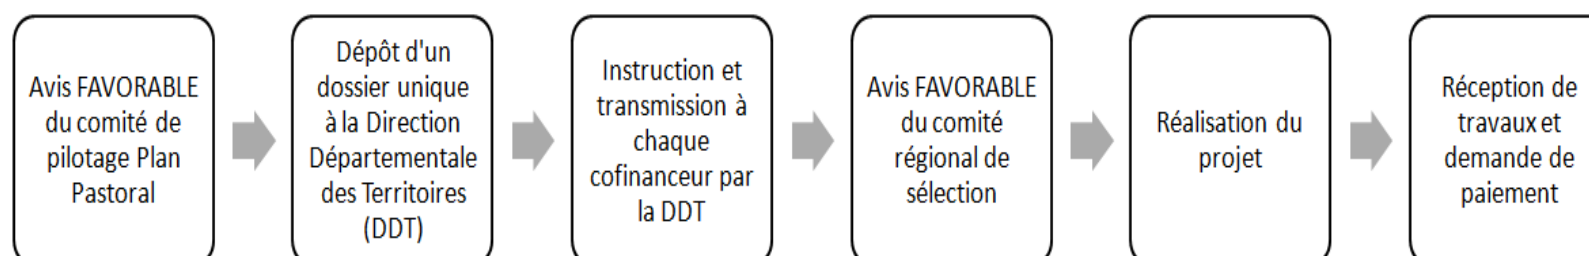 Avis FAVORABLE
du comité de
pilotage Plan
Pastoral
Dépôt d'un
dossier unique
à la Direction
Départementale
des Territoires
(DDT)
Instruction et
transmission à
chaque
cofinanceur par
la DDT
Avis FAVORABLE
du comité
régional de
sélection
Réalisation du
projet
Réception de
travaux et
demande de
paiement